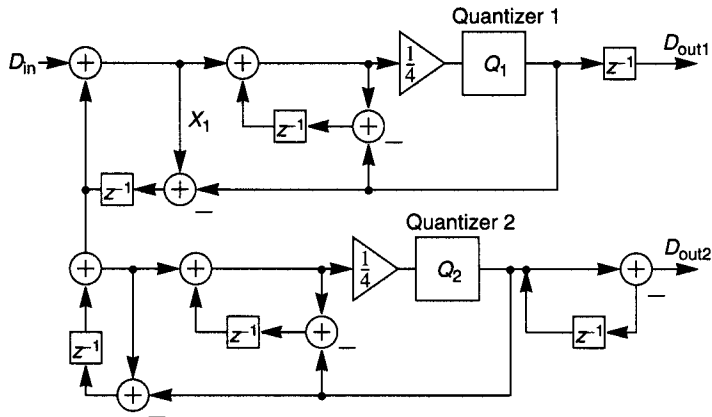 Quantizer 1
D_in
+
+
1/4
Q_1
z^{-1}
D_out1
X_1
z^{-1}
+
−
z^{-1}
+
−
Quantizer 2
+
+
1/4
Q_2
+
D_out2
−
z^{-1}
z^{-1}
+
−
z^{-1}
+
−